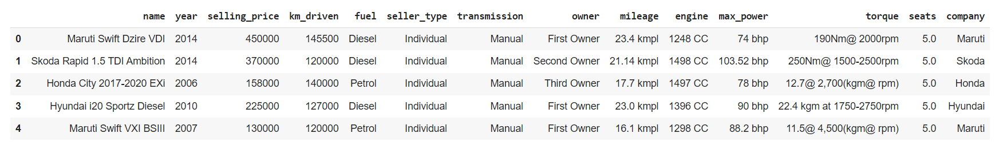 name year selling_price km_driven fuel seller_type transmission owner mileage engine max_power torque seats company
0 Maruti Swift Dzire VDI 2014 450000 145500 Diesel Individual Manual First Owner 23.4 kmpl 1248 CC 74 bhp 190Nm@ 2000rpm 5.0 Maruti
1 Skoda Rapid 1.5 TDI Ambition 2014 370000 120000 Diesel Individual Manual Second Owner 21.14 kmpl 1498 CC 103.52 bhp 250Nm@ 1500-2500rpm 5.0 Skoda
2 Honda City 2017-2020 EXi 2006 158000 140000 Petrol Individual Manual Third Owner 17.7 kmpl 1497 CC 78 bhp 12.7@ 2,700(kgm@ rpm) 5.0 Honda
3 Hyundai i20 Sportz Diesel 2010 225000 127000 Diesel Individual Manual First Owner 23.0 kmpl 1396 CC 90 bhp 22.4 kgm at 1750-2750rpm 5.0 Hyundai
4 Maruti Swift VXI BSIII 2007 130000 120000 Petrol Individual Manual First Owner 16.1 kmpl 1298 CC 88.2 bhp 11.5@ 4,500(kgm@ rpm) 5.0 Maruti